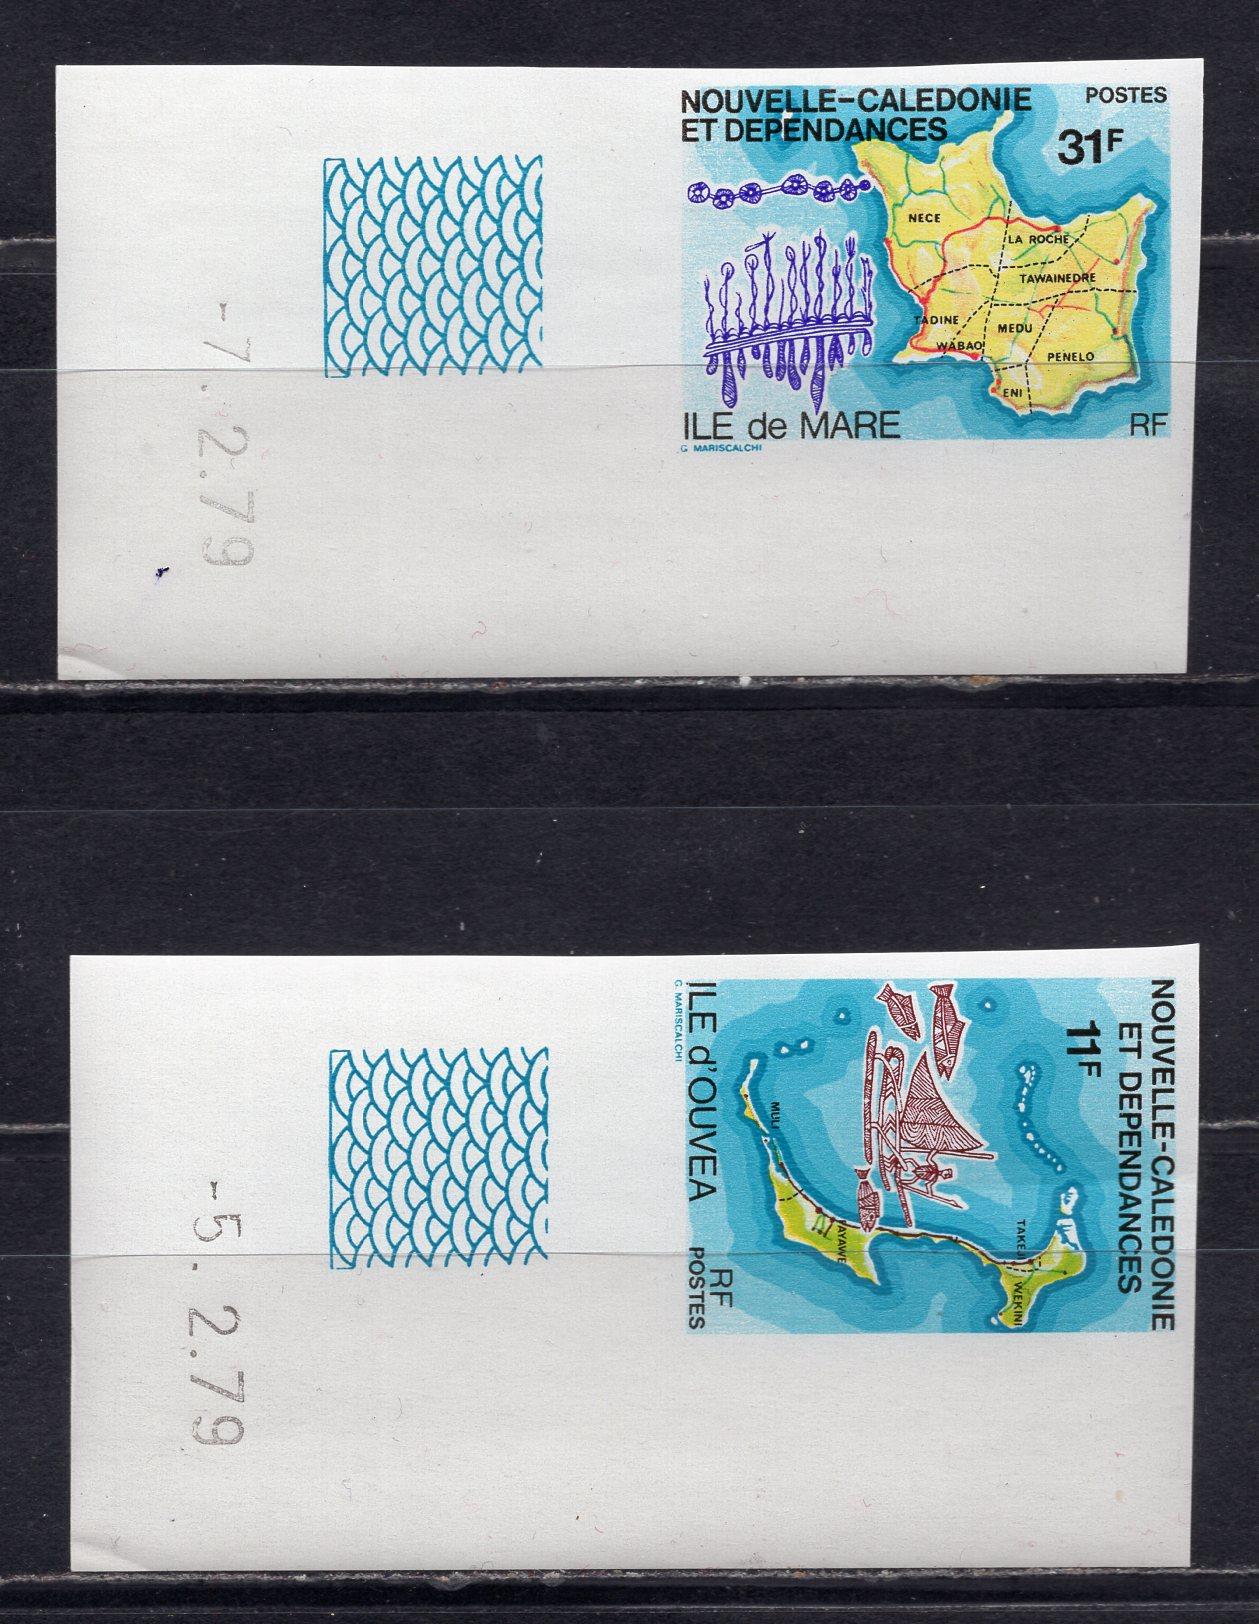 NOUVELLE-CALEDONIE
ET DEPENDANCES
POSTES
31F
NECE
LA ROCHE
TAWAINEDRE
TADINE
MEDU
WABAO
PENELO
ENI
ILE de MARE
RF
G MARISCALCHI
-7. 2.79
NOUVELLE-CALEDONIE
ET DEPENDANCES
11F
TAKEJI
WEKINI
MULI
FAYAWE
ILE d'OUVEA
RF
POSTES
G. MARISCALCHI
-5. 2.79